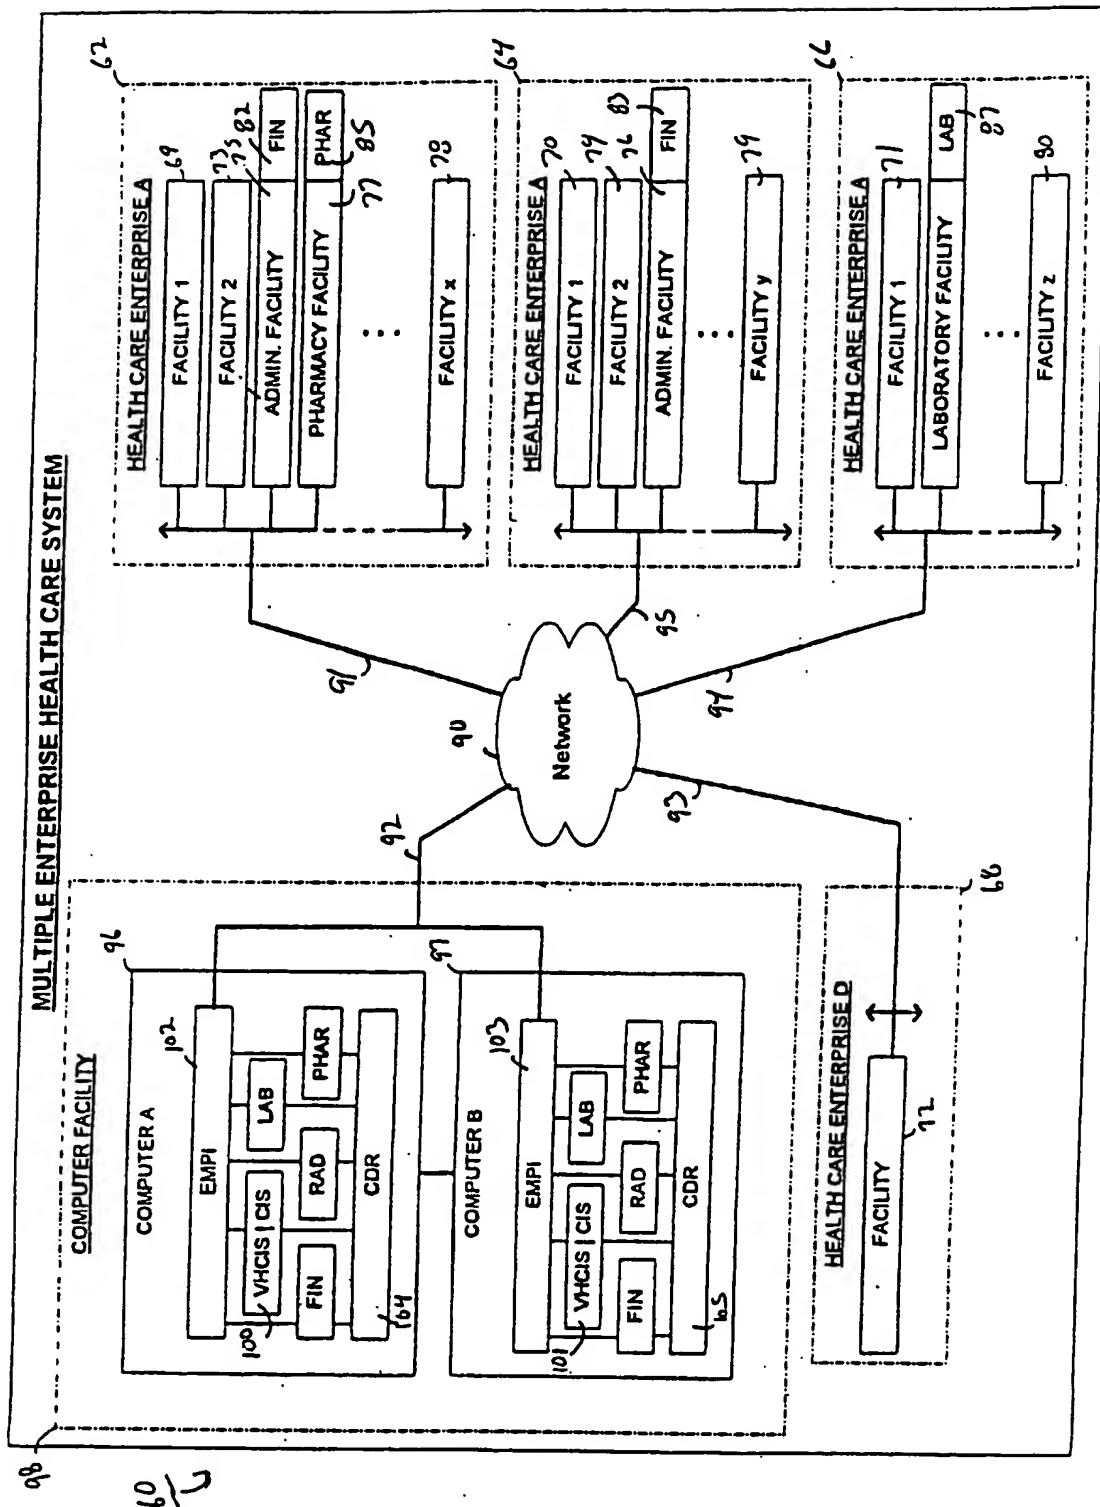 MULTIPLE ENTERPRISE HEALTH CARE SYSTEM
60
98
COMPUTER FACILITY
COMPUTER A
96
EMPI
102
VHCIS | CIS
100
LAB
FIN
RAD
PHAR
CDR
164
COMPUTER B
97
EMPI
103
VHCIS | CIS
101
LAB
FIN
RAD
PHAR
CDR
HEALTH CARE ENTERPRISE D
68
FACILITY
72
92
90
Network
91
93
94
95
HEALTH CARE ENTERPRISE A
62
FACILITY 1
69
FACILITY 2
73
ADMIN. FACILITY
75
FIN
82
PHARMACY FACILITY
77
PHAR
85
FACILITY x
78
HEALTH CARE ENTERPRISE A
64
FACILITY 1
70
FACILITY 2
74
ADMIN. FACILITY
76
FIN
83
FACILITY y
79
HEALTH CARE ENTERPRISE A
66
FACILITY 1
71
LABORATORY FACILITY
LAB
87
FACILITY z
80